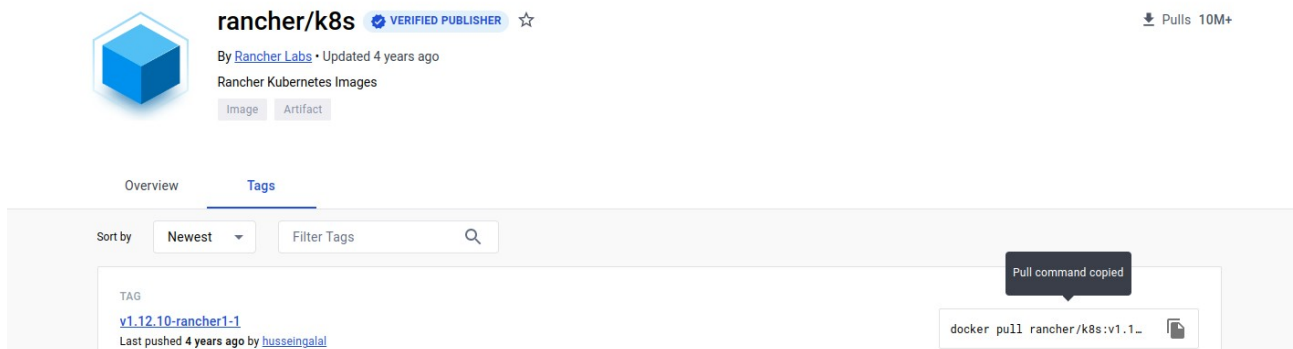 rancher/k8s VERIFIED PUBLISHER
Pulls 10M+
By Rancher Labs • Updated 4 years ago
Rancher Kubernetes Images
Image Artifact
Overview Tags
Sort by Newest Filter Tags
Pull command copied
TAG
v1.12.10-rancher1-1
docker pull rancher/k8s:v1.1…
Last pushed 4 years ago by husseingalal